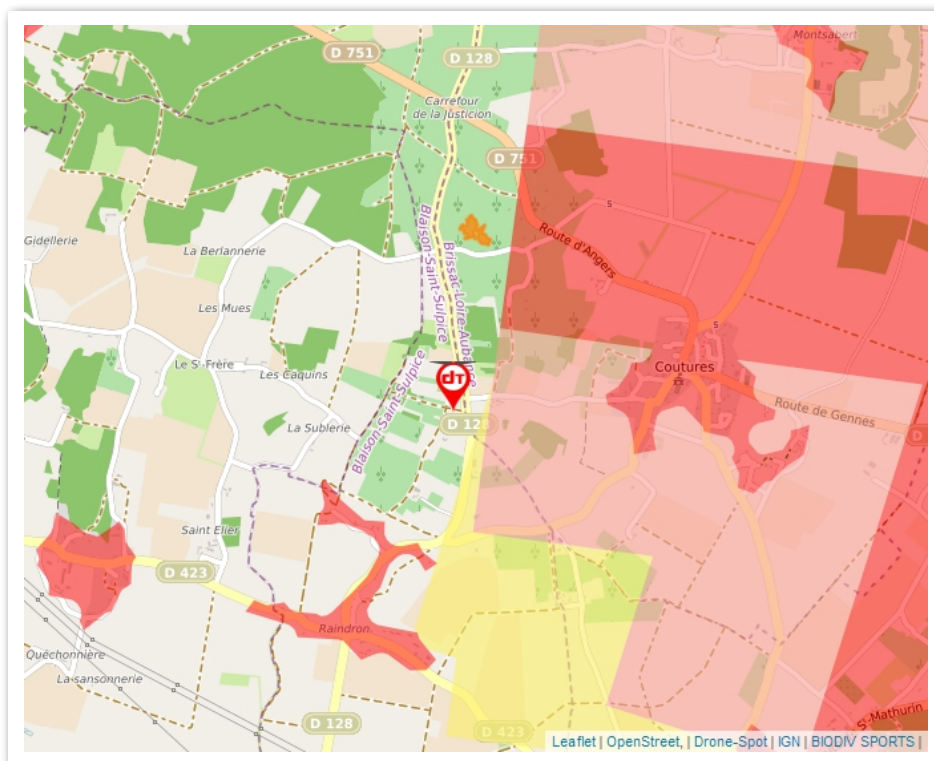 Montsabert
D 751
D 128
Carrefour
de la Justicion
D 751
S
Route d'Angers
Gidellerie
La Berlannerie
Blaison-Saint-Sulpice
Brissac-Loire-Aubance
Les Mues
S
Le St Frère
Les Caquins
Coutures
dT
Blaison-Saint-Sulpice
Route de Gennes
La Sublerie
D 128
D
Saint Elier
D 423
Raindron
Quéchonnière
La sansonnerie
St-Mathurin
D 128
D 423
Leaflet | OpenStreet, | Drone-Spot | IGN | BIODIV SPORTS |